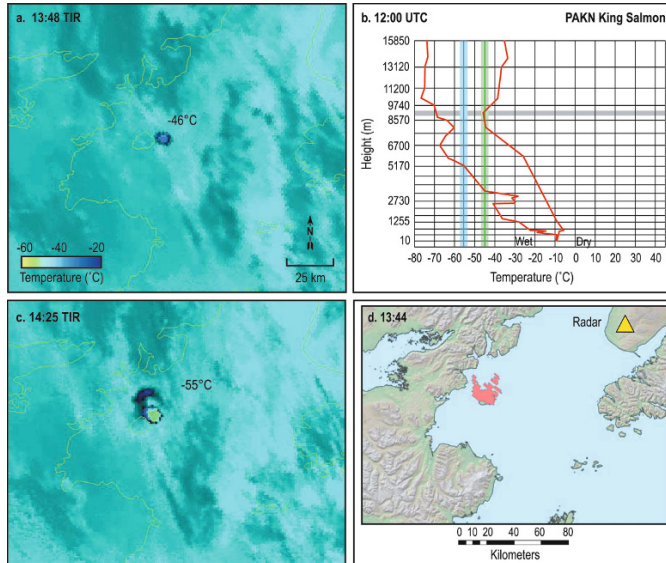 a. 13:48 TIR
-46°C
N
-60 -40 -20
Temperature (˚C)
25 km
b. 12:00 UTC PAKN King Salmon
15850
13120
11200
9740
8570
6700
5170
2730
1255
10
Height (m)
Wet Dry
-80 -70 -60 -50 -40 -30 -20 -10 0 10 20 30 40
Temperature (˚C)
c. 14:25 TIR
-55°C
d. 13:44
Radar
0 10 20 40 60 80
Kilometers